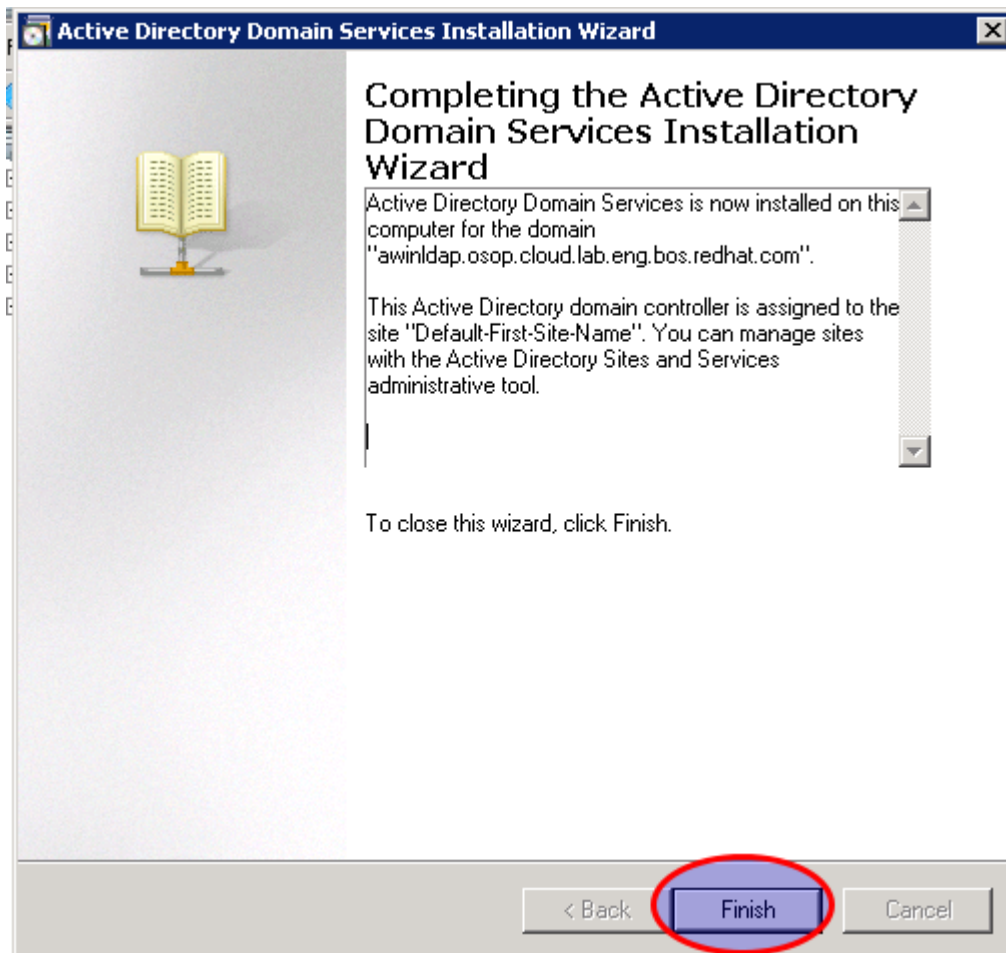 Active Directory Domain Services Installation Wizard
Completing the Active Directory
Domain Services Installation
Wizard
Active Directory Domain Services is now installed on this
computer for the domain
"awinldap.osop.cloud.lab.eng.bos.redhat.com".
This Active Directory domain controller is assigned to the
site "Default-First-Site-Name". You can manage sites
with the Active Directory Sites and Services
administrative tool.
To close this wizard, click Finish.
< Back Finish Cancel